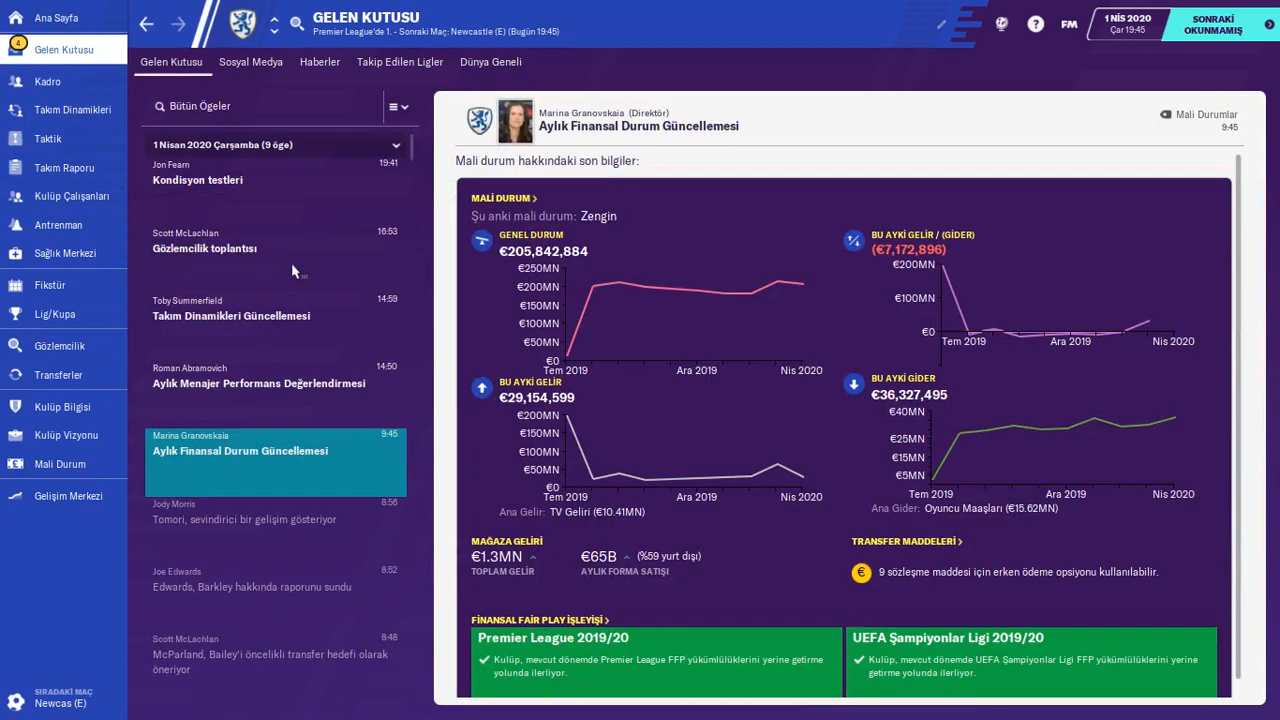 Ana Sayfa
4
Gelen Kutusu
Kadro
Takım Dinamikleri
Taktik
Takım Raporu
Kulüp Çalışanları
Antrenman
Sağlık Merkezi
Fikstür
Lig/Kupa
Gözlemcilik
Transferler
Kulüp Bilgisi
Kulüp Vizyonu
Mali Durum
Gelişim Merkezi
SIRADAKİ MAÇ
Newcas (E)
GELEN KUTUSU
Premier League'de 1. - Sonraki Maç: Newcastle (E) (Bugün 19:45)
FM
1 NİS 2020
Çar 19:45
SONRAKİ
OKUNMAMIŞ
Gelen Kutusu Sosyal Medya Haberler Takip Edilen Ligler Dünya Geneli
Bütün Ögeler
1 Nisan 2020 Çarşamba (9 öge)
Jon Fearn 19:41
Kondisyon testleri
Scott McLachlan 16:53
Gözlemcilik toplantısı
Toby Summerfield 14:59
Takım Dinamikleri Güncellemesi
Roman Abramovich 14:50
Aylık Menajer Performans Değerlendirmesi
Marina Granovskaia 9:45
Aylık Finansal Durum Güncellemesi
Jody Morris 8:56
Tomori, sevindirici bir gelişim gösteriyor
Joe Edwards 8:52
Edwards, Barkley hakkında raporunu sundu
Scott McLachlan 8:48
McParland, Bailey'i öncelikli transfer hedefi olarak
öneriyor
Marina Granovskaia (Direktör)
Aylık Finansal Durum Güncellemesi
Mali Durumlar
9:45
Mali durum hakkındaki son bilgiler:
MALİ DURUM
Şu anki mali durum: Zengin
GENEL DURUM
€205,842,884
€250MN
€200MN
€150MN
€100MN
€50MN
€0
Tem 2019 Ara 2019 Nis 2020
BU AYKİ GELİR / (GİDER)
(€7,172,896)
€200MN
€100MN
€0
Tem 2019 Ara 2019 Nis 2020
BU AYKİ GELİR
€29,154,599
€200MN
€150MN
€100MN
€50MN
€0
Tem 2019 Ara 2019 Nis 2020
Ana Gelir: TV Geliri (€10.41MN)
BU AYKİ GİDER
€36,327,495
€40MN
€25MN
€15MN
€5MN
Tem 2019 Ara 2019 Nis 2020
Ana Gider: Oyuncu Maaşları (€15.62MN)
MAĞAZA GELİRİ
€1.3MN €65B (%59 yurt dışı)
TOPLAM GELİR AYLIK FORMA SATIŞI
TRANSFER MADDELERİ
€ 9 sözleşme maddesi için erken ödeme opsiyonu kullanılabilir.
FİNANSAL FAİR PLAY İŞLEYİŞİ
Premier League 2019/20
Kulüp, mevcut dönemde Premier League FFP yükümlülüklerini yerine getirme
yolunda ilerliyor.
UEFA Şampiyonlar Ligi 2019/20
Kulüp, mevcut dönemde UEFA Şampiyonlar Ligi FFP yükümlülüklerini yerine
getirme yolunda ilerliyor.